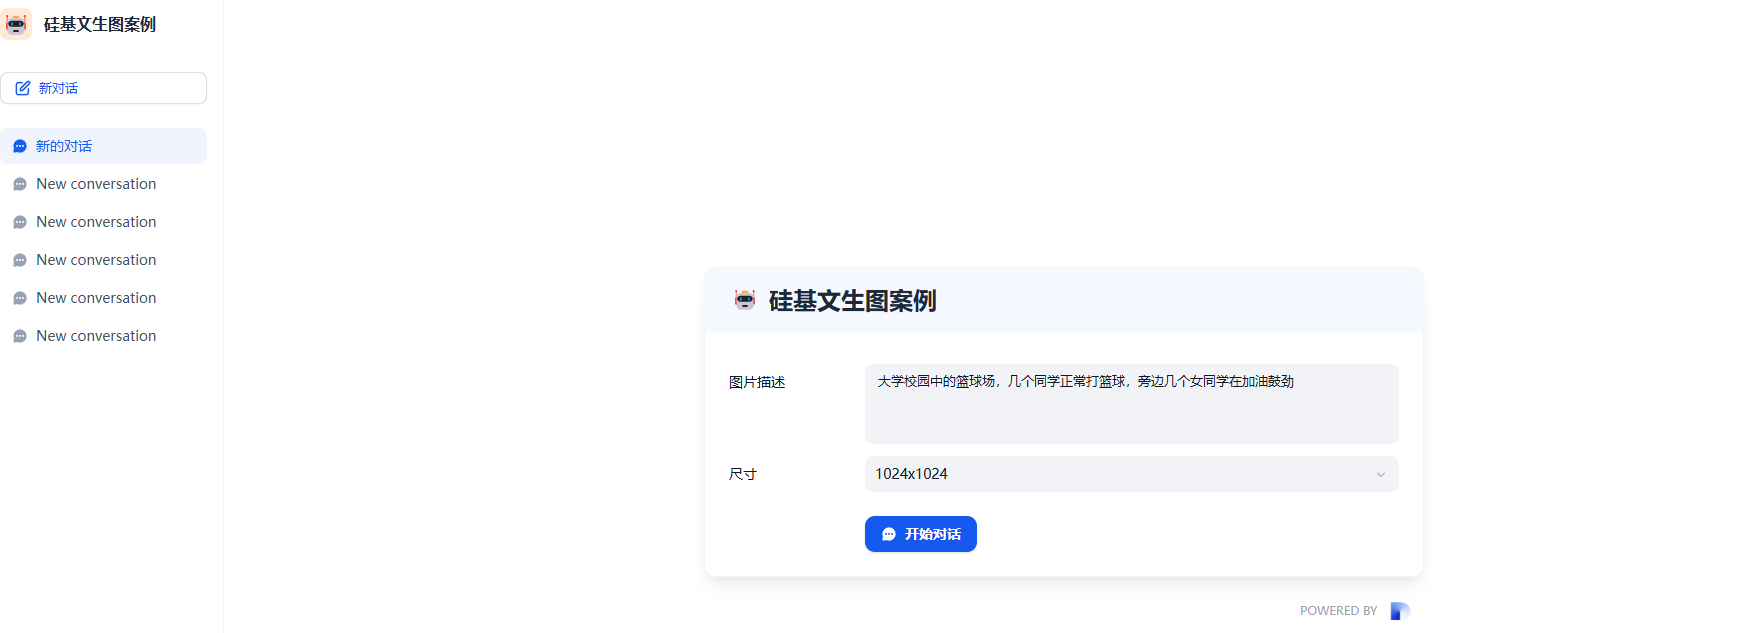 硅基文生图案例
新对话
新的对话
New conversation
New conversation
New conversation
New conversation
New conversation
硅基文生图案例
图片描述
大学校园中的篮球场，几个同学正常打篮球，旁边几个女同学在加油鼓劲
尺寸
1024x1024
开始对话
POWERED BY